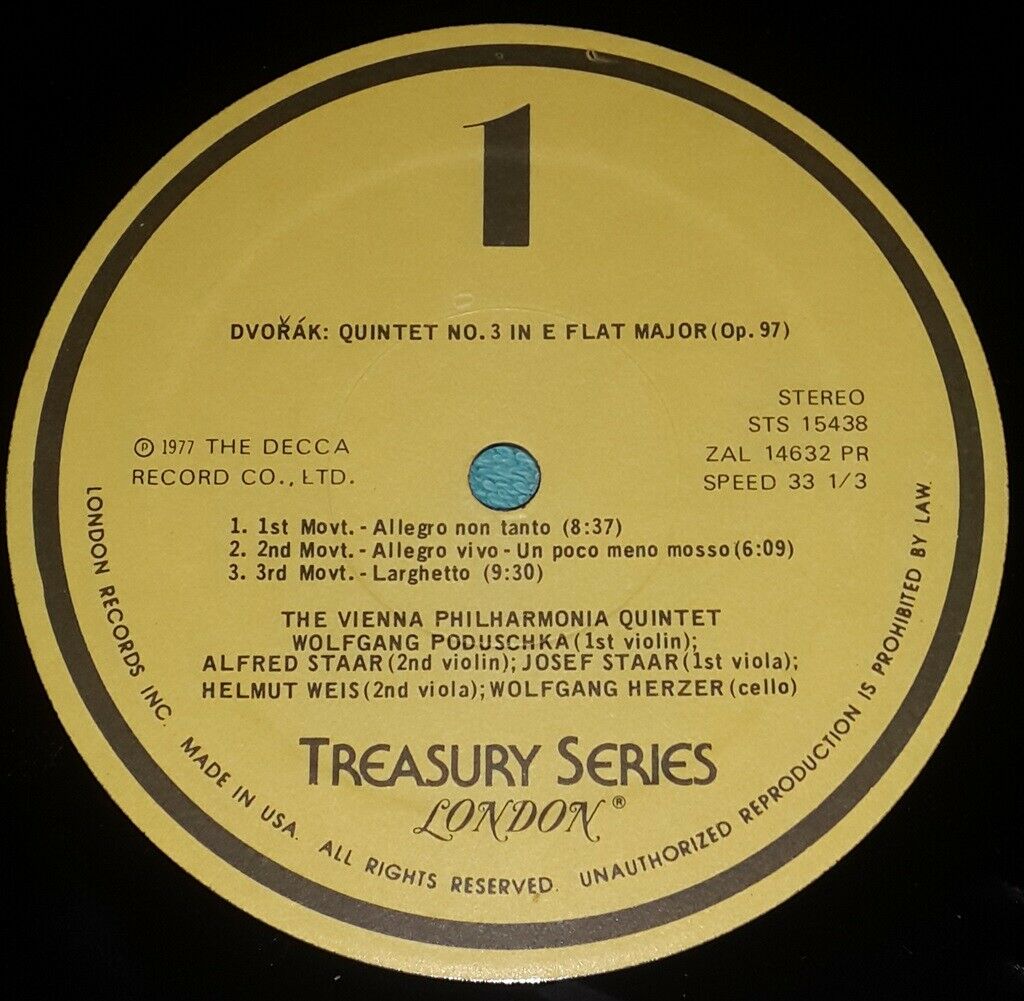 1
DVOŘÁK: QUINTET NO. 3 IN E FLAT MAJOR (Op. 97)
STEREO
STS 15438
ZAL 14632 PR
SPEED 33 1/3
Ⓟ 1977 THE DECCA
RECORD CO., LTD.
1. 1st Movt. - Allegro non tanto (8:37)
2. 2nd Movt. - Allegro vivo - Un poco meno mosso (6:09)
3. 3rd Movt. - Larghetto (9:30)
THE VIENNA PHILHARMONIA QUINTET
WOLFGANG PODUSCHKA (1st violin);
ALFRED STAAR (2nd violin); JOSEF STAAR (1st viola);
HELMUT WEIS (2nd viola); WOLFGANG HERZER (cello)
TREASURY SERIES
LONDON®
LONDON RECORDS INC. MADE IN USA. ALL RIGHTS RESERVED. UNAUTHORIZED REPRODUCTION IS PROHIBITED BY LAW.